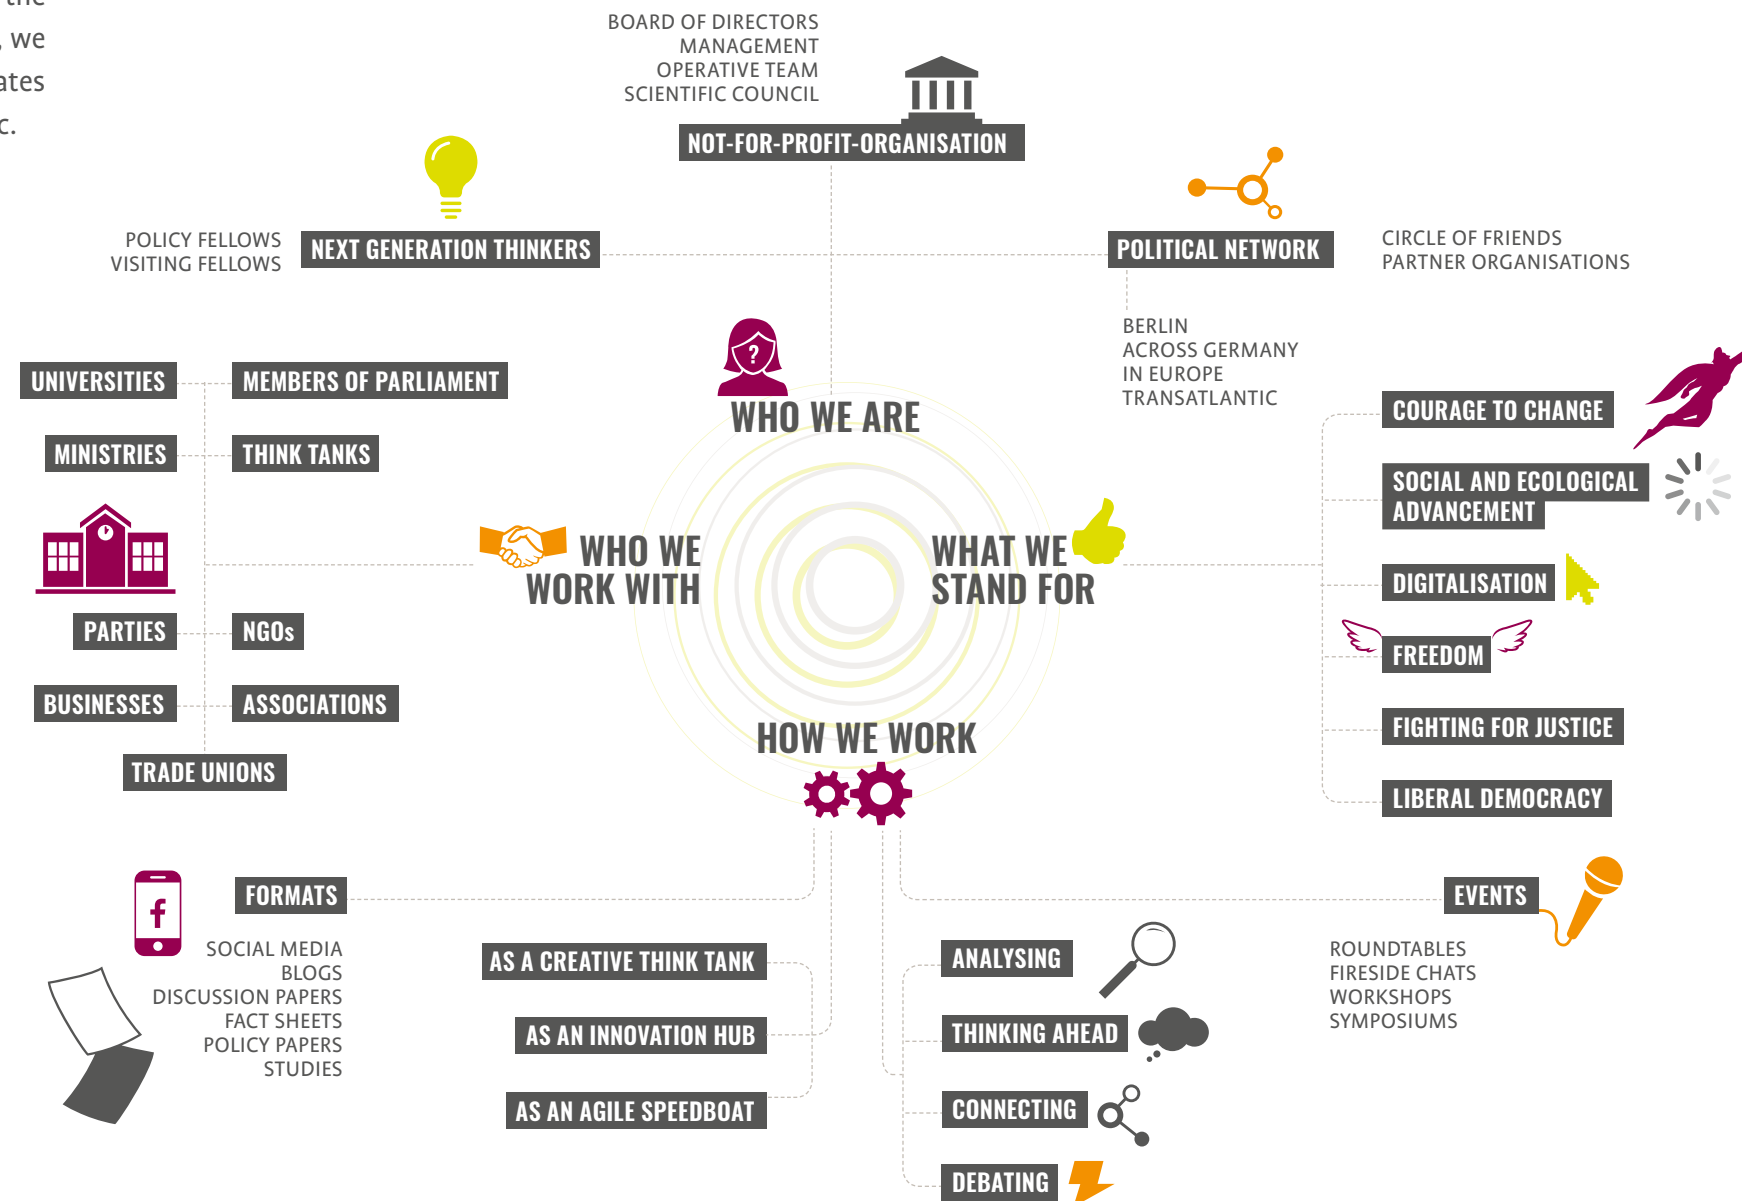 the
, we
ates
c.
BOARD OF DIRECTORS
MANAGEMENT
OPERATIVE TEAM
SCIENTIFIC COUNCIL
NOT-FOR-PROFIT-ORGANISATION
POLICY FELLOWS
VISITING FELLOWS
NEXT GENERATION THINKERS
POLITICAL NETWORK
CIRCLE OF FRIENDS
PARTNER ORGANISATIONS
BERLIN
ACROSS GERMANY
IN EUROPE
TRANSATLANTIC
?
WHO WE ARE
UNIVERSITIES
MEMBERS OF PARLIAMENT
MINISTRIES
THINK TANKS
WHO WE
WORK WITH
PARTIES
NGOs
BUSINESSES
ASSOCIATIONS
TRADE UNIONS
WHAT WE
STAND FOR
COURAGE TO CHANGE
SOCIAL AND ECOLOGICAL
ADVANCEMENT
DIGITALISATION
FREEDOM
FIGHTING FOR JUSTICE
LIBERAL DEMOCRACY
HOW WE WORK
f
FORMATS
SOCIAL MEDIA
BLOGS
DISCUSSION PAPERS
FACT SHEETS
POLICY PAPERS
STUDIES
AS A CREATIVE THINK TANK
AS AN INNOVATION HUB
AS AN AGILE SPEEDBOAT
ANALYSING
THINKING AHEAD
CONNECTING
DEBATING
EVENTS
ROUNDTABLES
FIRESIDE CHATS
WORKSHOPS
SYMPOSIUMS